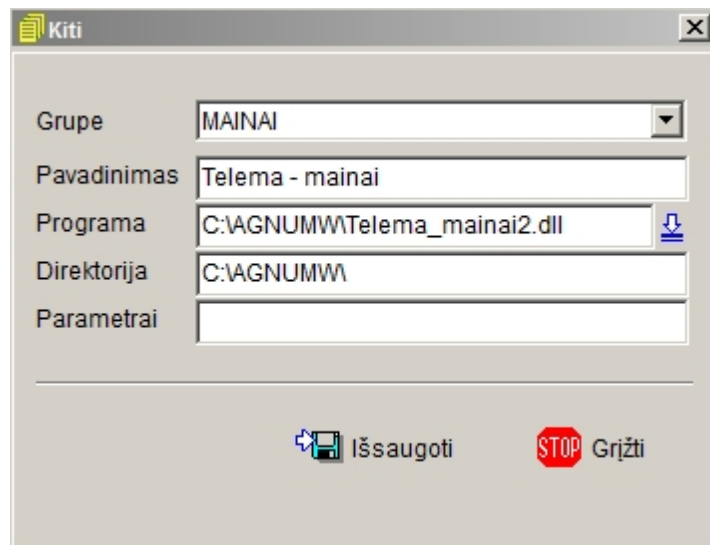 Kiti
Grupe MAINAI
Pavadinimas Telema - mainai
Programa C:\AGNUMW\Telema_mainai2.dll
Direktorija C:\AGNUMW\
Parametrai
Išsaugoti STOP Grįžti